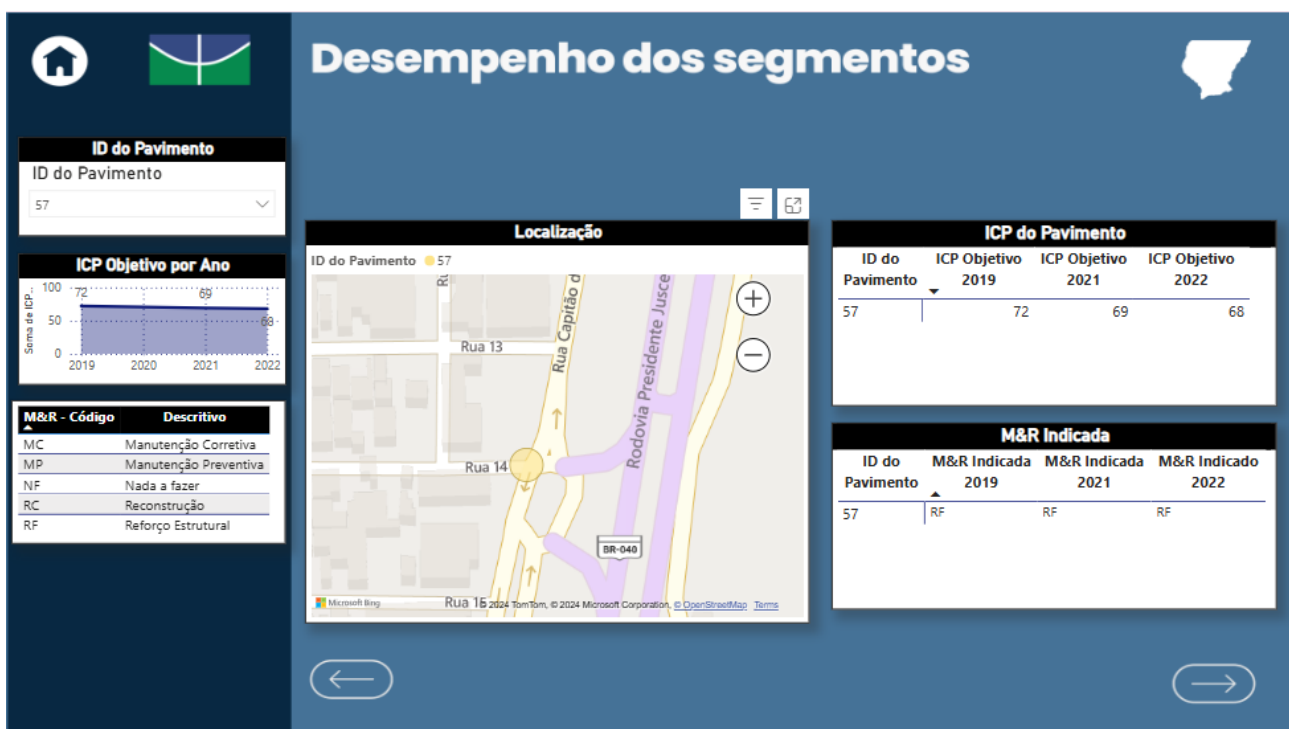 Desempenho dos segmentos
ID do Pavimento
ID do Pavimento
57
ICP Objetivo por Ano
Soma de ICP...
100
50
0
72
69
68
2019 2020 2021 2022
M&R - Código Descritivo
MC Manutenção Corretiva
MP Manutenção Preventiva
NF Nada a fazer
RC Reconstrução
RF Reforço Estrutural
Localização
ID do Pavimento 57
Ru
Rua Capitão d
Rodovia Presidente Jusce
Rua 13
Rua 14
BR-040
Rua 15
Microsoft Bing
2024 TomTom, © 2024 Microsoft Corporation, © OpenStreetMap Terms
ICP do Pavimento
ID do Pavimento ICP Objetivo 2019 ICP Objetivo 2021 ICP Objetivo 2022
57 72 69 68
M&R Indicada
ID do Pavimento M&R Indicada 2019 M&R Indicada 2021 M&R Indicado 2022
57 RF RF RF